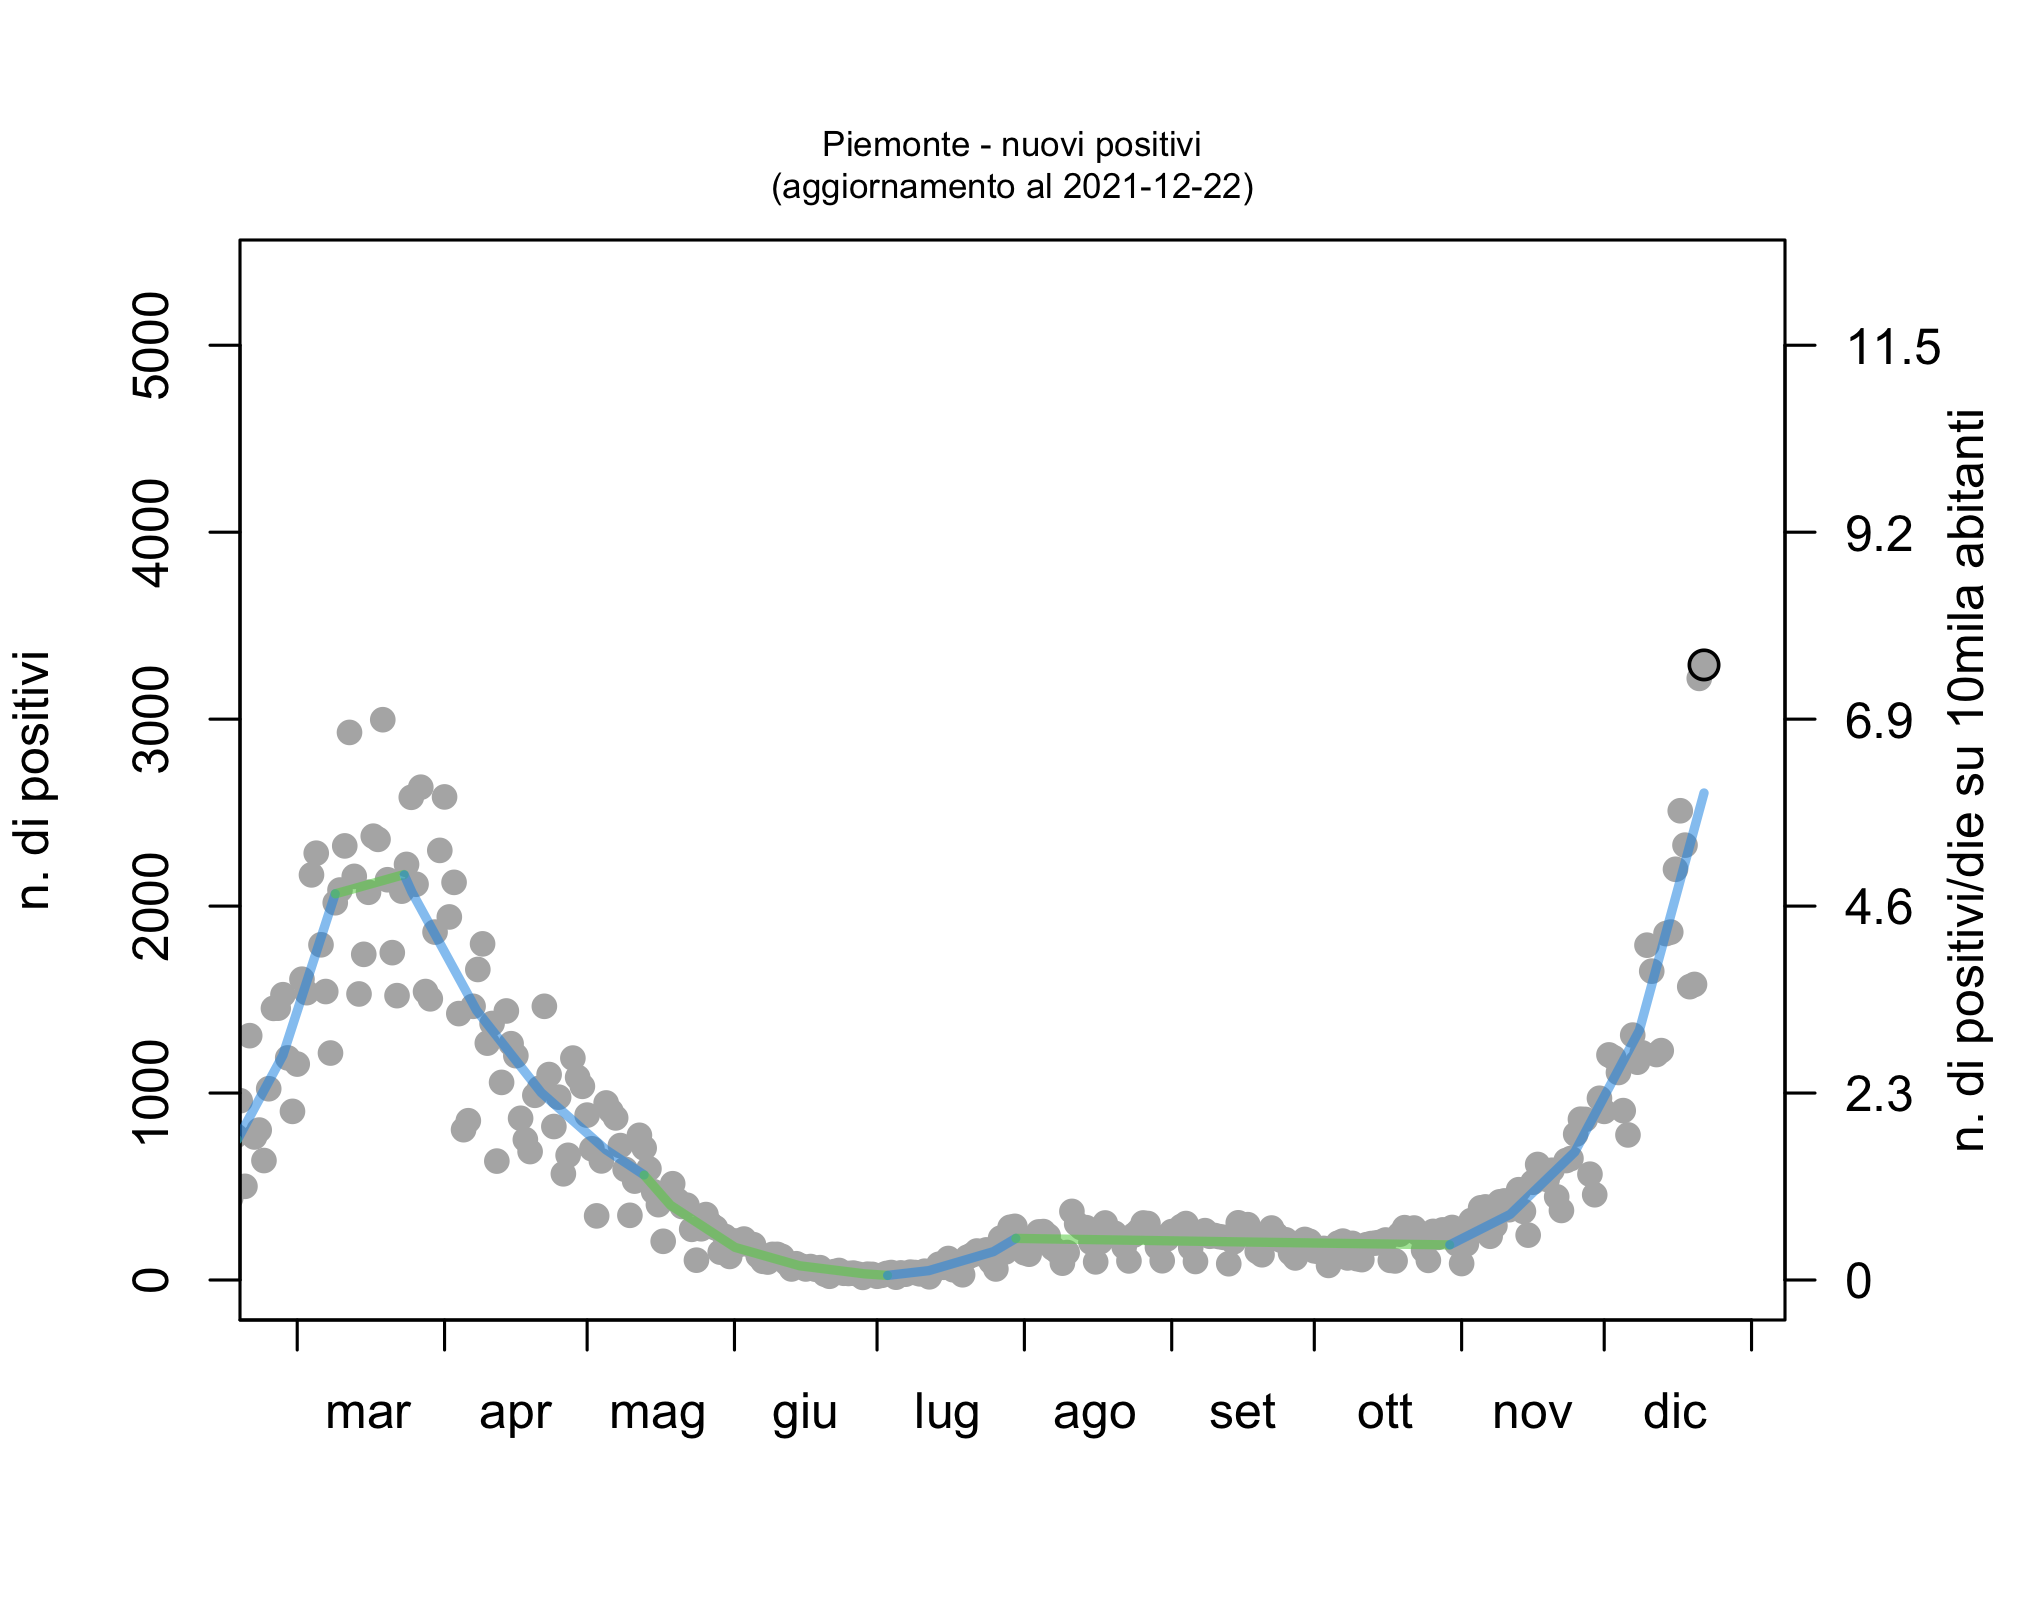 Piemonte - nuovi positivi
(aggiornamento al 2021-12-22)
n. di positivi
5000
4000
3000
2000
1000
0
11.5
9.2
6.9
4.6
2.3
0
n. di positivi/die su 10mila abitanti
mar apr mag giu lug ago set ott nov dic